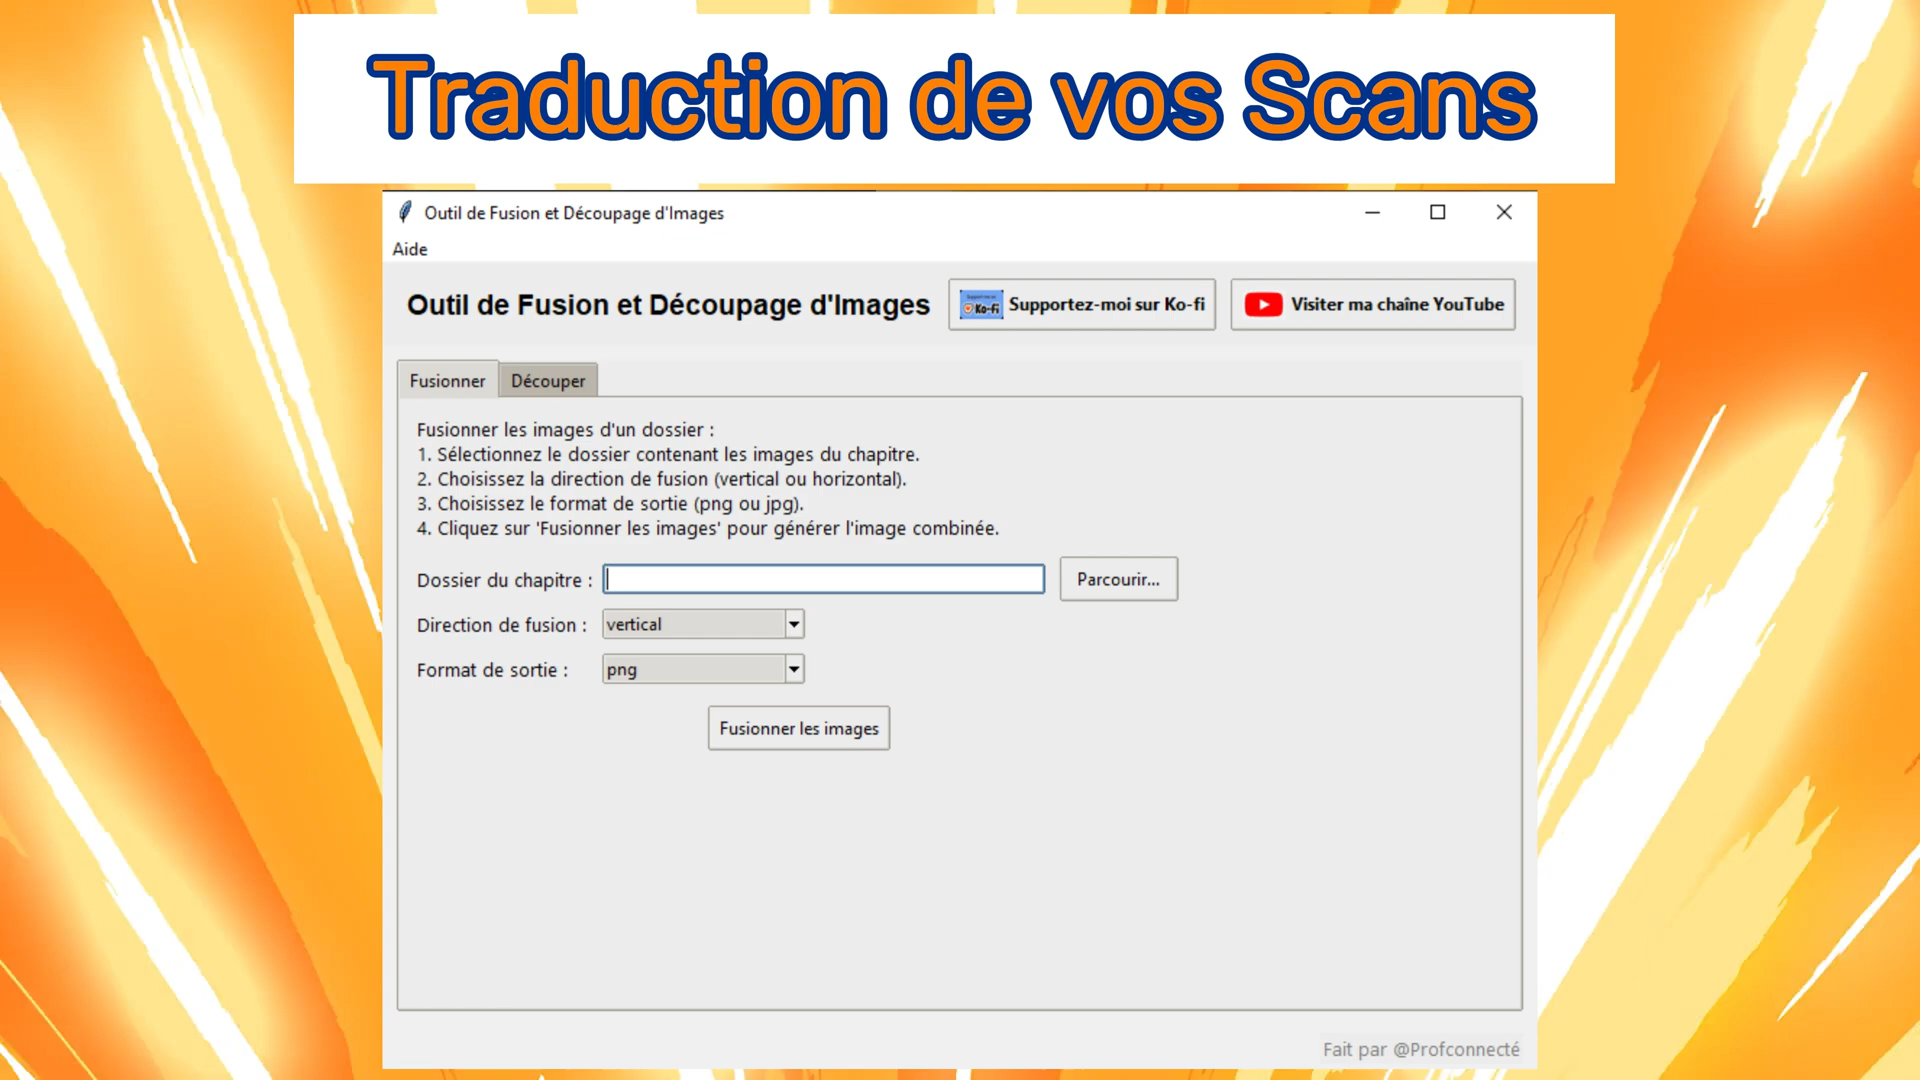 Traduction de vos Scans
Outil de Fusion et Découpage d'Images
Aide
Outil de Fusion et Découpage d'Images
Ko-fi
Supportez-moi sur Ko-fi
Visiter ma chaîne YouTube
Fusionner
Découper
Fusionner les images d'un dossier :
1. Sélectionnez le dossier contenant les images du chapitre.
2. Choisissez la direction de fusion (vertical ou horizontal).
3. Choisissez le format de sortie (png ou jpg).
4. Cliquez sur 'Fusionner les images' pour générer l'image combinée.
Dossier du chapitre :
Parcourir...
Direction de fusion :
vertical
Format de sortie :
png
Fusionner les images
Fait par @Profconnecté